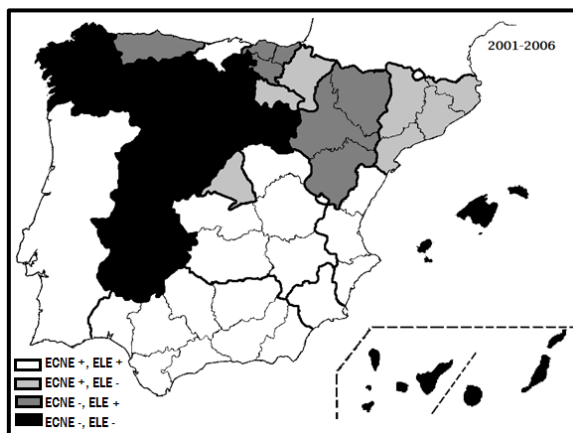 2001-2006
ECNE +, ELE +
ECNE +, ELE -
ECNE -, ELE +
ECNE -, ELE -